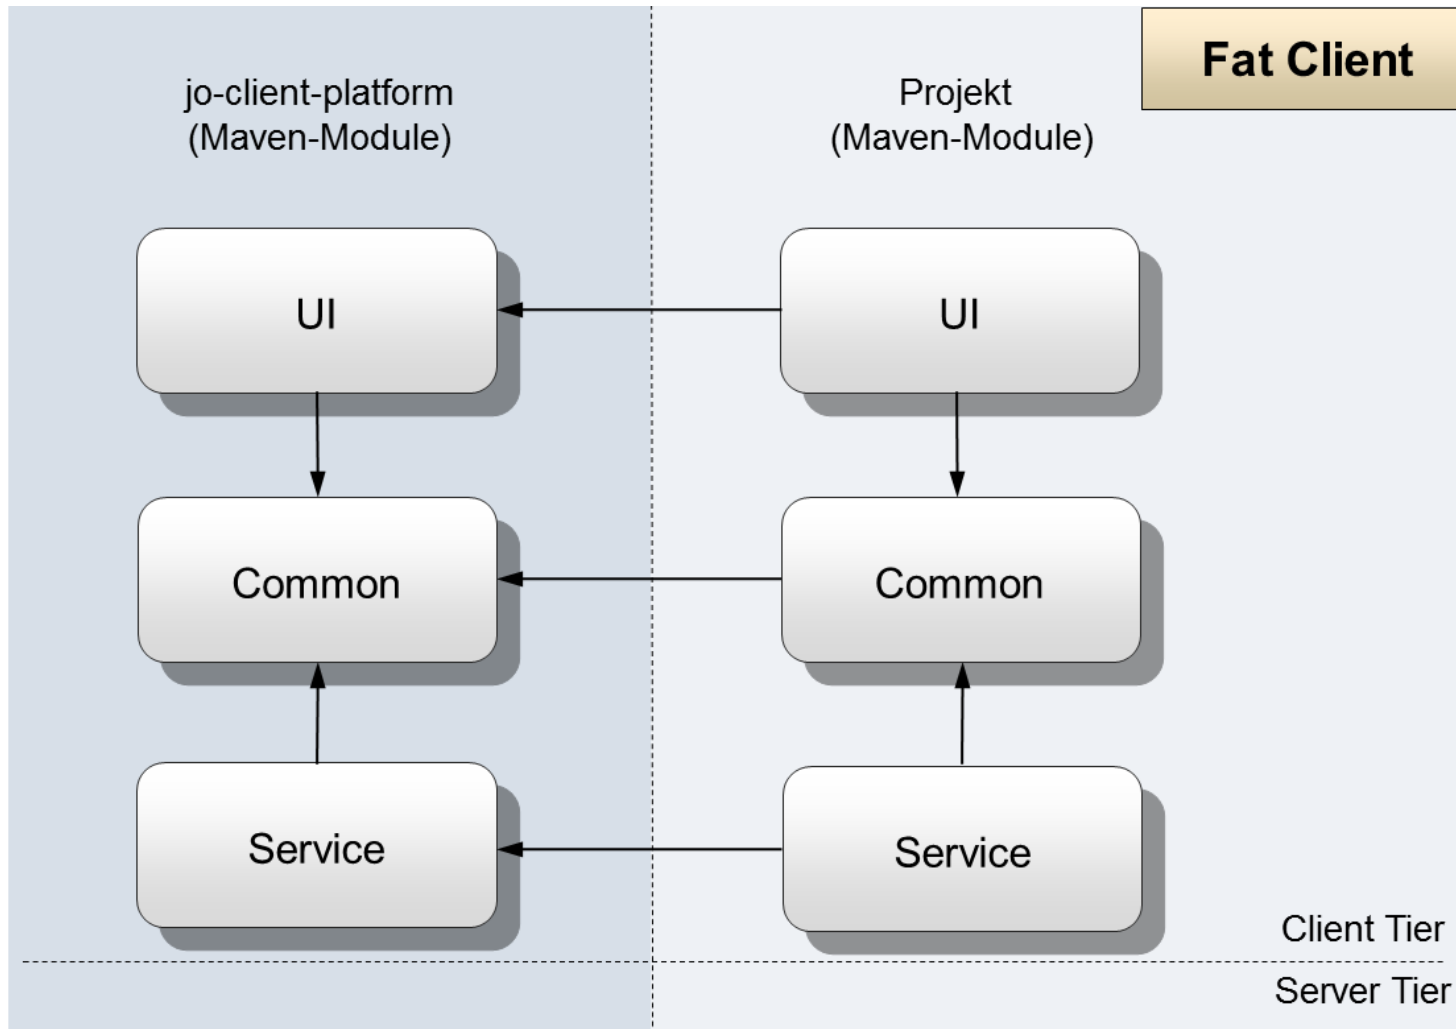 Fat Client
jo-client-platform
(Maven-Module)
Projekt
(Maven-Module)
UI
UI
Common
Common
Service
Service
Client Tier
Server Tier